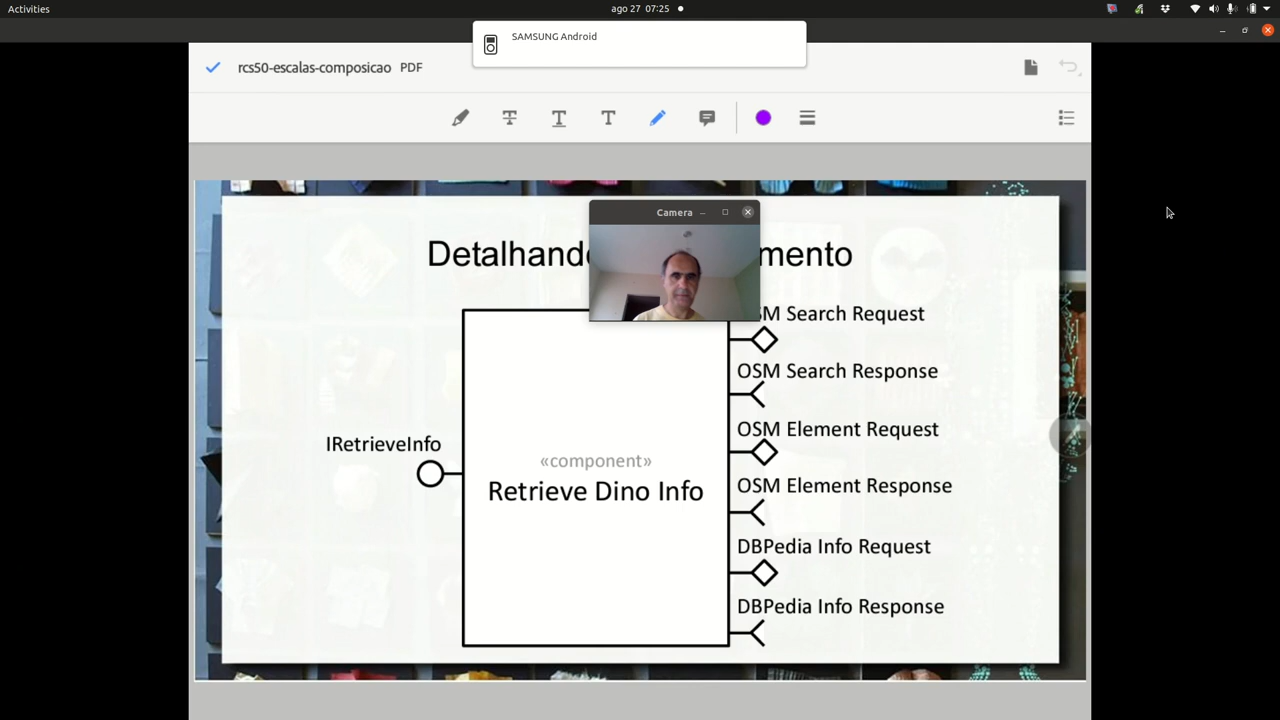 Activities
ago 27 07:25
SAMSUNG Android
rcs50-escalas-composicao PDF
Camera
Detalhand
mento
SM Search Request
OSM Search Response
IRetrieveInfo
OSM Element Request
«component»
Retrieve Dino Info
OSM Element Response
DBPedia Info Request
DBPedia Info Response